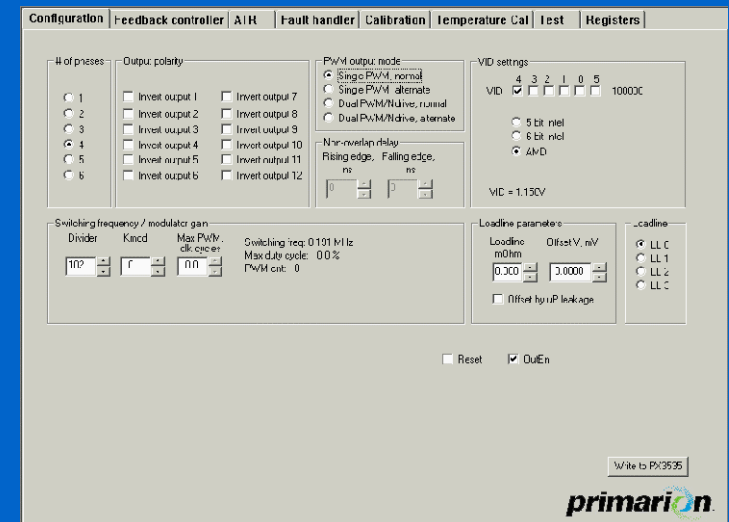 Configuration Feedback controller ATR Fault handler Calibration Temperature Cal Test Registers
# of phases
1
2
3
4
5
6
Output polarity
Invert output 1 Invert output 7
Invert output 2 Invert output 8
Invert output 3 Invert output 9
Invert output 4 Invert output 10
Invert output 5 Invert output 11
Invert output 6 Invert output 12
PWM output mode
Single PWM, normal
Single PWM, alternate
Dual PWM/Ndrive, normal
Dual PWM/Ndrive, alternate
Non-overlap delay
Rising edge, Falling edge,
ns ns
0
VID settings
4 3 2 1 0 5
VID 100000
5 bit Intel
6 bit Intel
AMD
VID = 1.150V
Switching frequency / modulator gain
Divider Kmod Max PWM,
clk cycles
102 0.0
Switching freq: 0.191 MHz
Max duty cycle: 0.0 %
PWM cnt: 0
Loadline parameters
Loadline Offset V, mV
mOhm
0.000 0.0000
Offset by uP leakage
Loadline
LL 0
LL 1
LL 2
LL 3
Reset OutEn
Write to PX3535
primarion